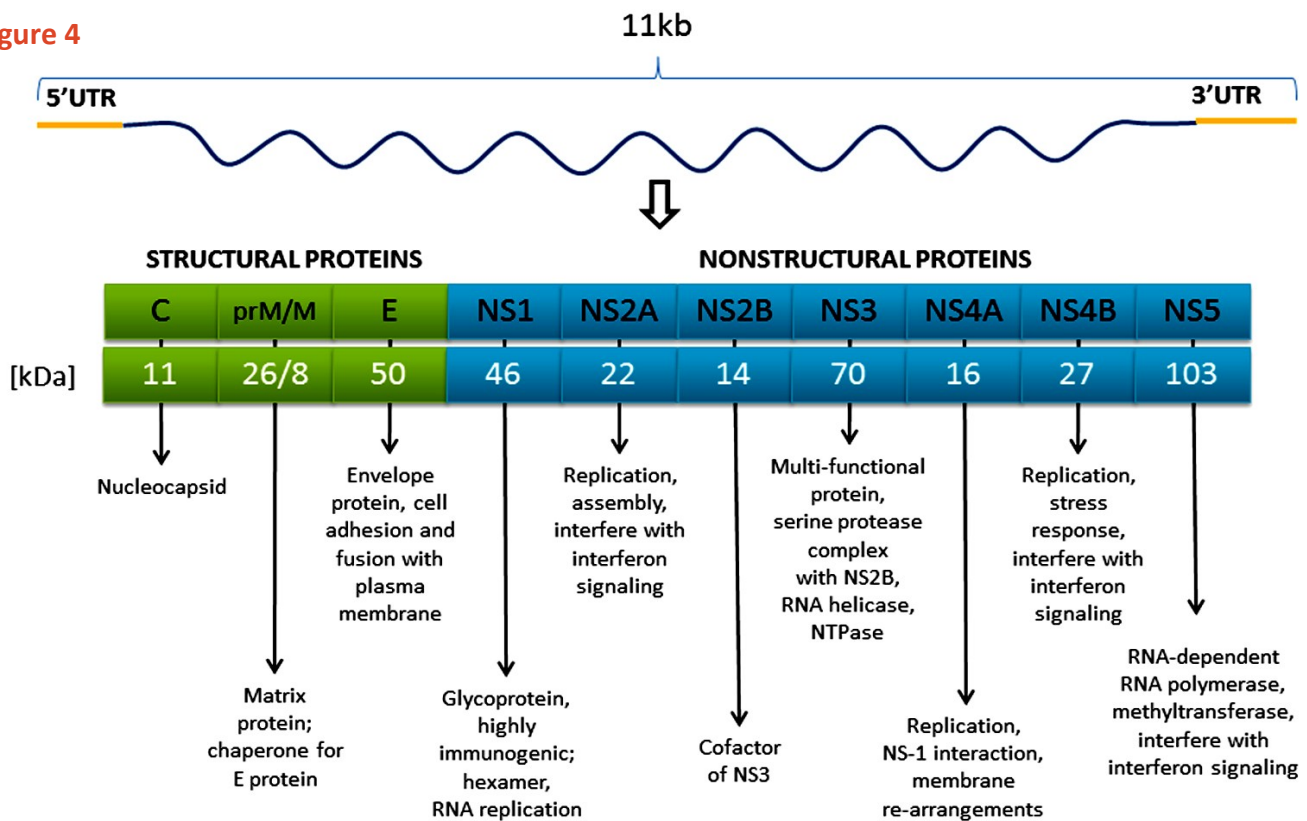 gure 4
11kb
5'UTR
3'UTR
STRUCTURAL PROTEINS
NONSTRUCTURAL PROTEINS
C prM/M E NS1 NS2A NS2B NS3 NS4A NS4B NS5
[kDa] 11 26/8 50 46 22 14 70 16 27 103
Nucleocapsid
Matrix
protein;
chaperone for
E protein
Envelope
protein, cell
adhesion and
fusion with
plasma
membrane
Glycoprotein,
highly
immunogenic;
hexamer,
RNA replication
Replication,
assembly,
interfere with
interferon
signaling
Cofactor
of NS3
Multi-functional
protein,
serine protease
complex
with NS2B,
RNA helicase,
NTPase
Replication,
NS-1 interaction,
membrane
re-arrangements
Replication,
stress
response,
interfere with
interferon
signaling
RNA-dependent
RNA polymerase,
methyltransferase,
interfere with
interferon signaling